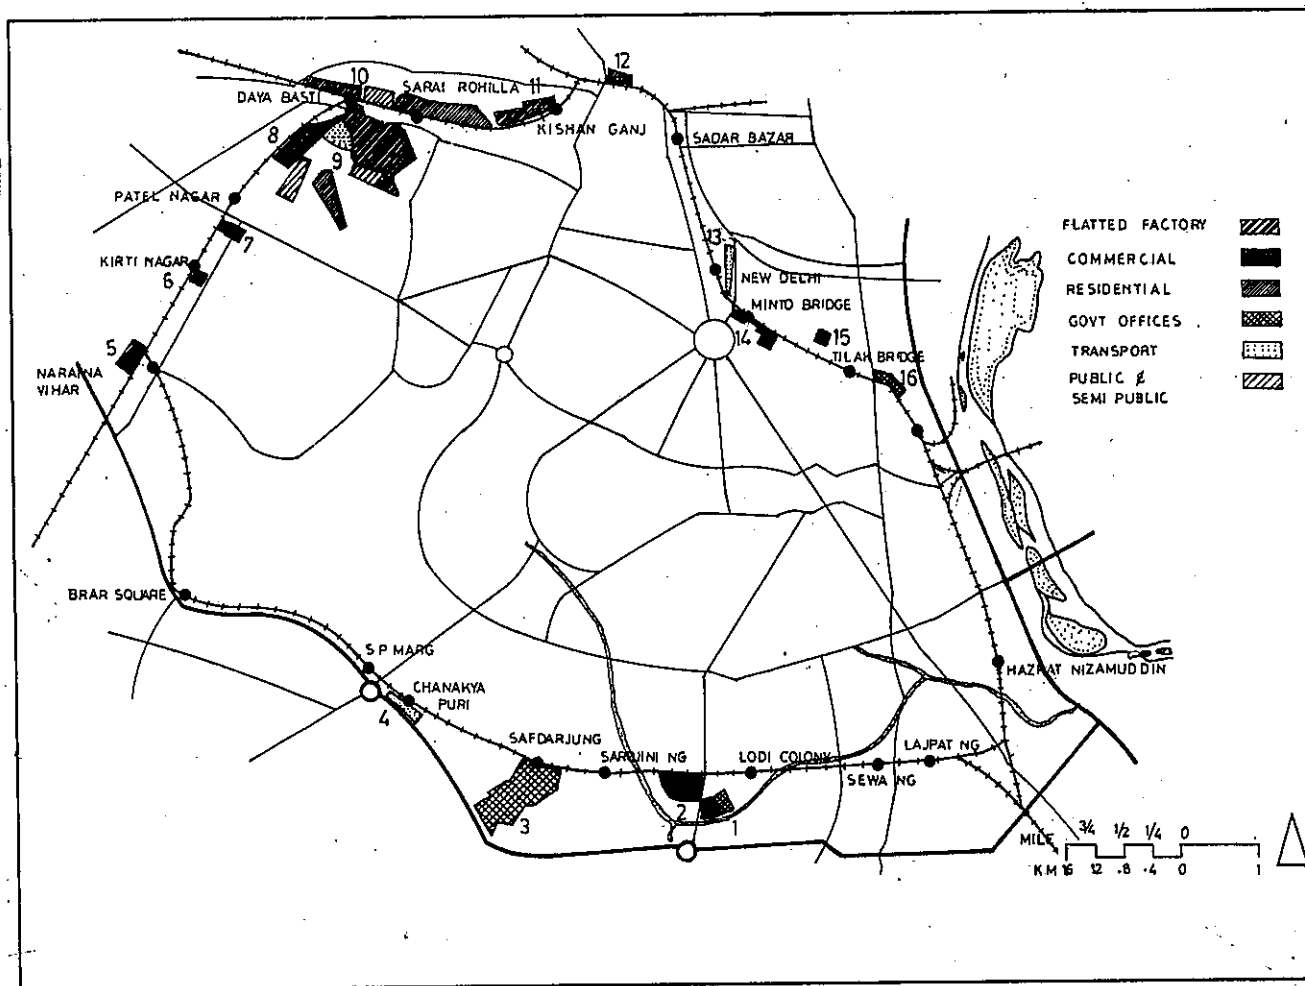 12
10
SARAI ROHILLA
11
DAYA BASTI
KISHAN GANJ
8
SADAR BAZAR
9
PATEL NAGAR
7
KIRTI NAGAR
6
13
NEW DELHI
MINTO BRIDGE
14
15
5
TILAK BRIDGE
16
NARAINA
VIHAR
FLATTED FACTORY
COMMERCIAL
RESIDENTIAL
GOVT OFFICES
TRANSPORT
PUBLIC &
SEMI PUBLIC
BRAR SQUARE
S P MARG
HAZRAT NIZAMUDDIN
CHANAKYA
PURI
4
SAFDARJUNG
SAROJINI NG
LODI COLONY
LAJPAT NG
SEWA NG
2
1
3
MILE
3/4 1/2 1/4 0
KM 16 12 .8 .4 0 1